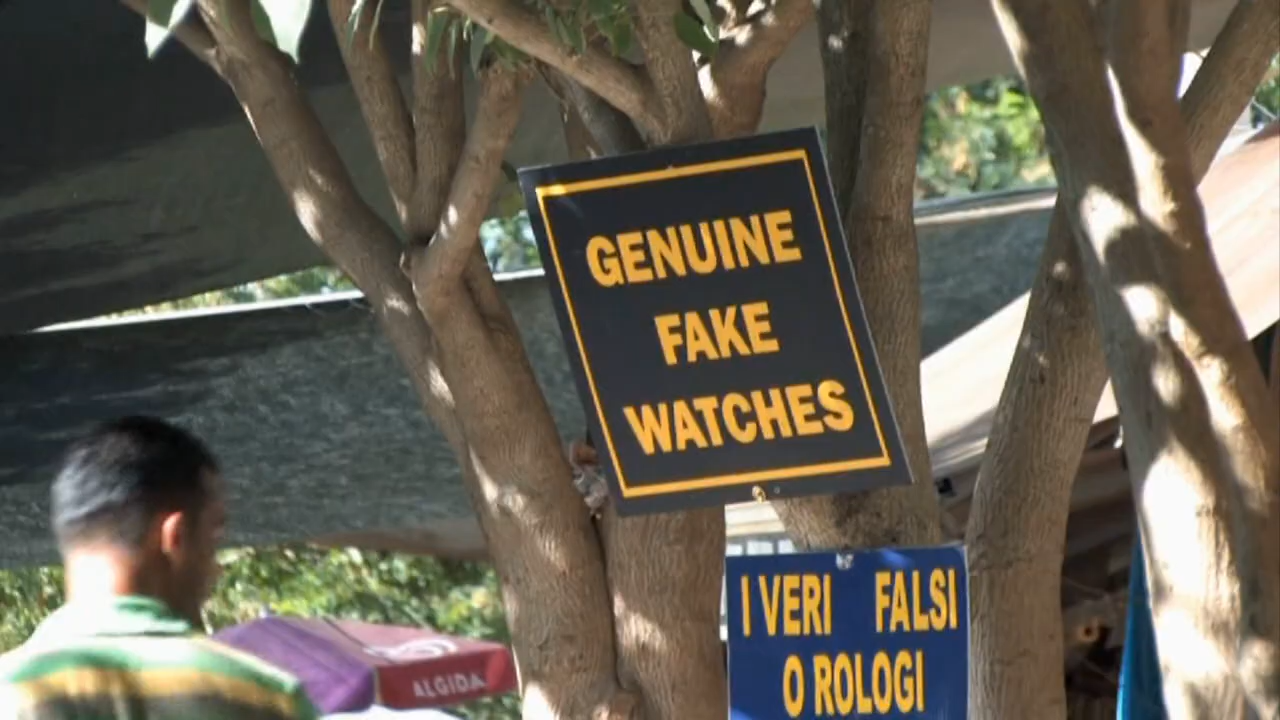 GENUINE
FAKE
WATCHES
I VERI FALSI
O ROLOGI
ALGIDA